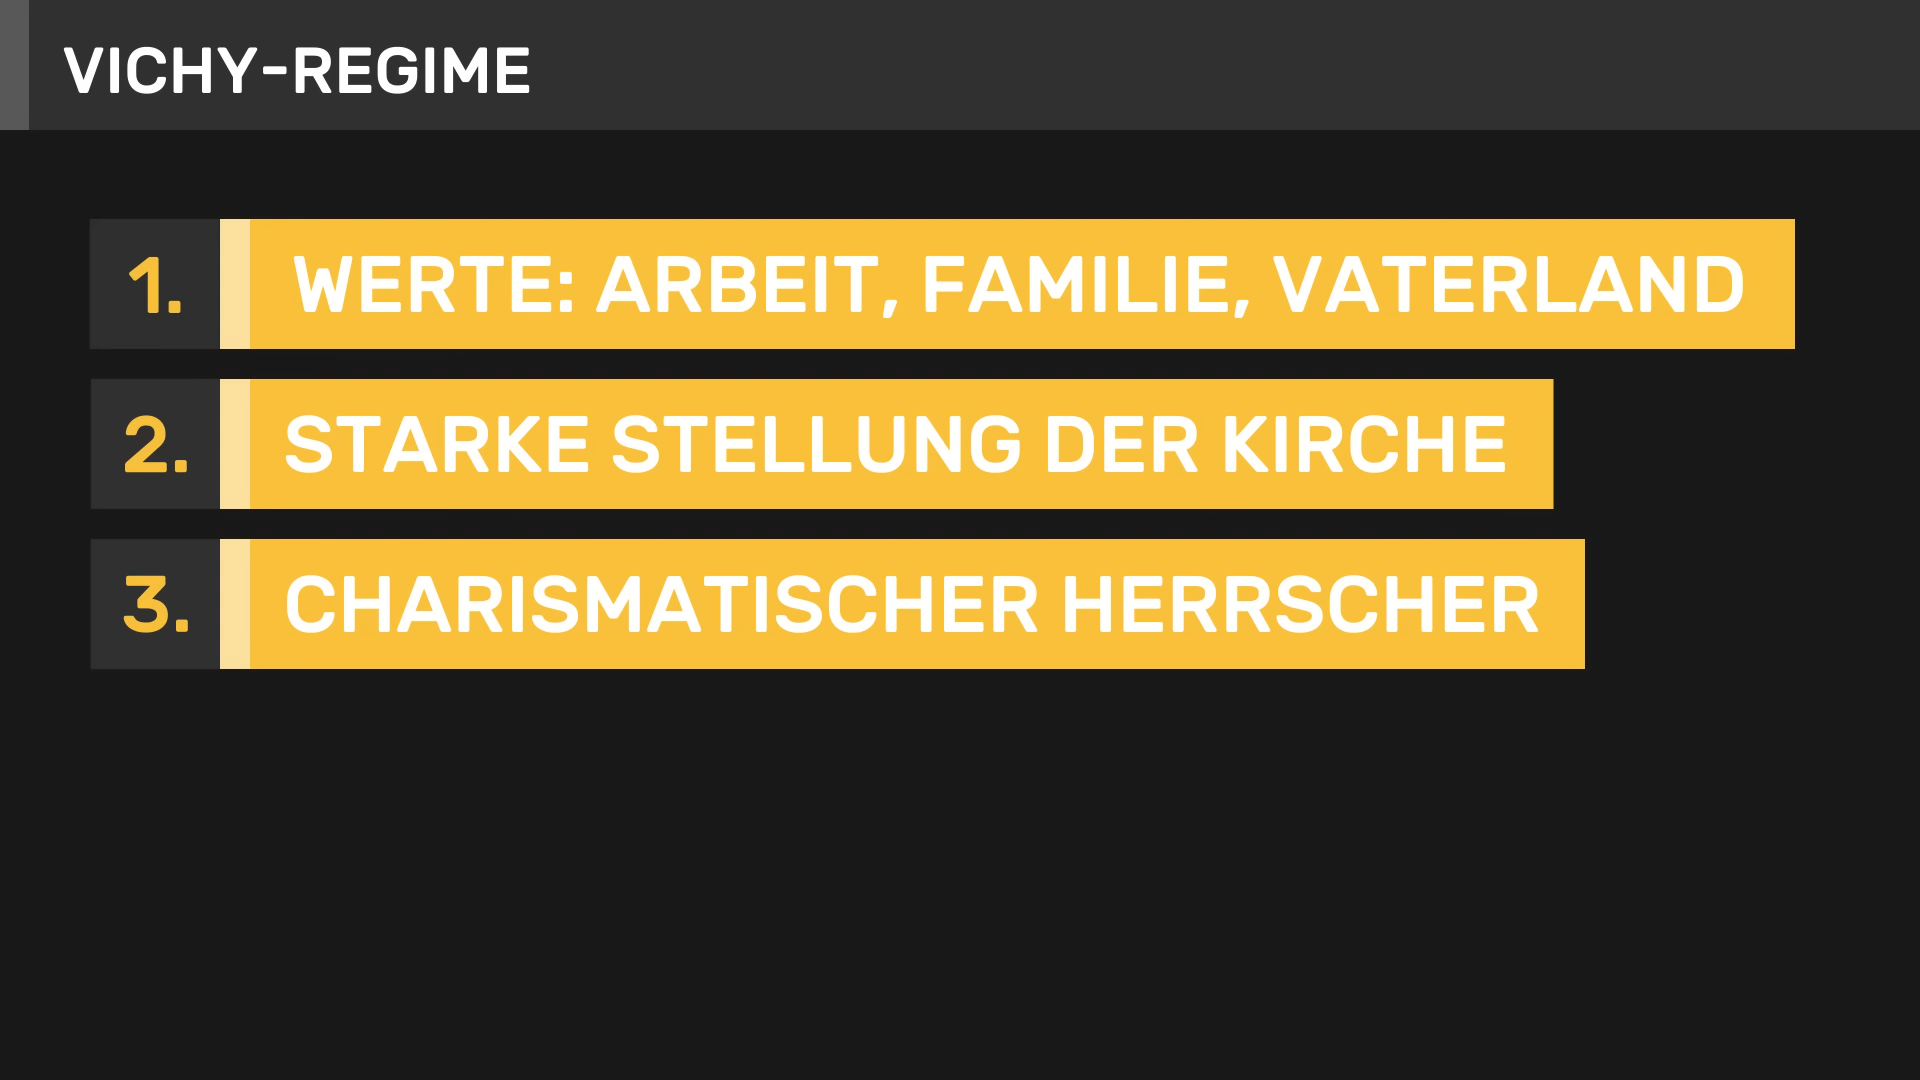 VICHY-REGIME
1. WERTE: ARBEIT, FAMILIE, VATERLAND
2. STARKE STELLUNG DER KIRCHE
3. CHARISMATISCHER HERRSCHER